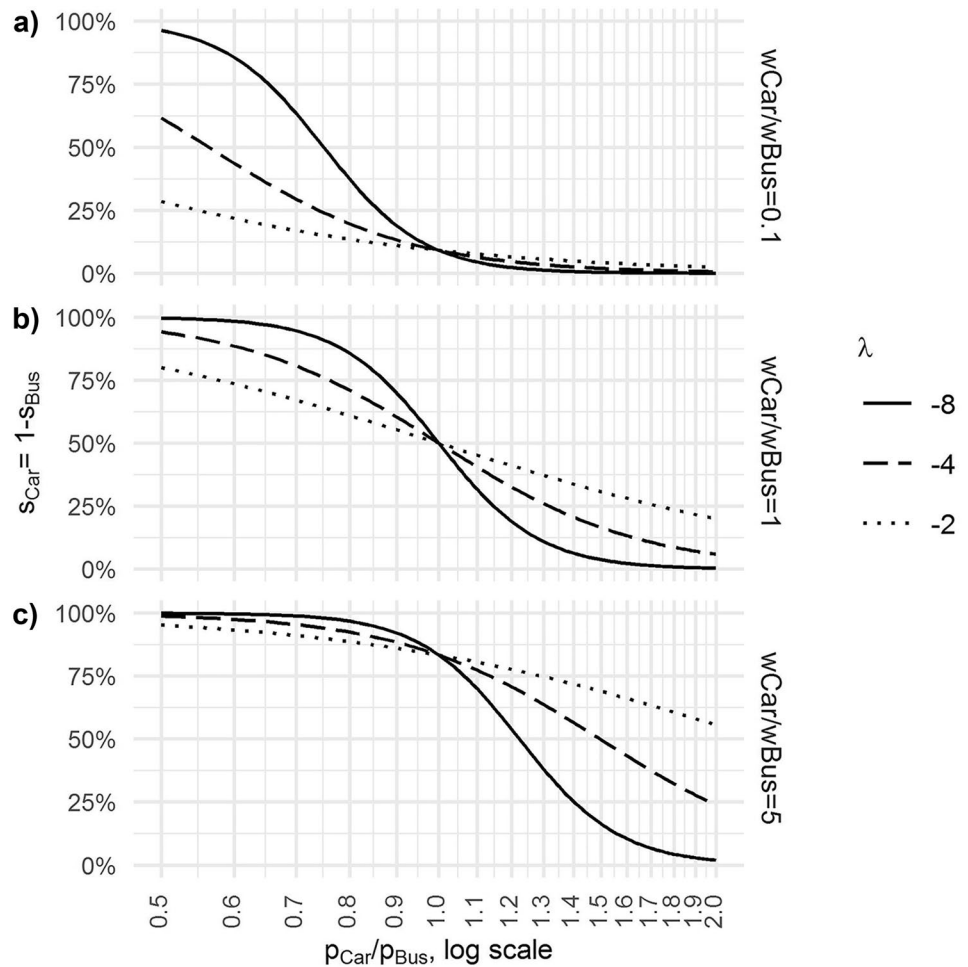 a)
100%
75%
50%
25%
0%
wCar/wBus=0.1
b)
100%
75%
50%
25%
0%
wCar/wBus=1
c)
100%
75%
50%
25%
0%
wCar/wBus=5
sCar= 1-sBus
0.5 0.6 0.7 0.8 0.9 1.0 1.1 1.2 1.3 1.4 1.5 1.6 1.7 1.8 1.9 2.0
pCar/pBus, log scale
λ
-8
-4
-2